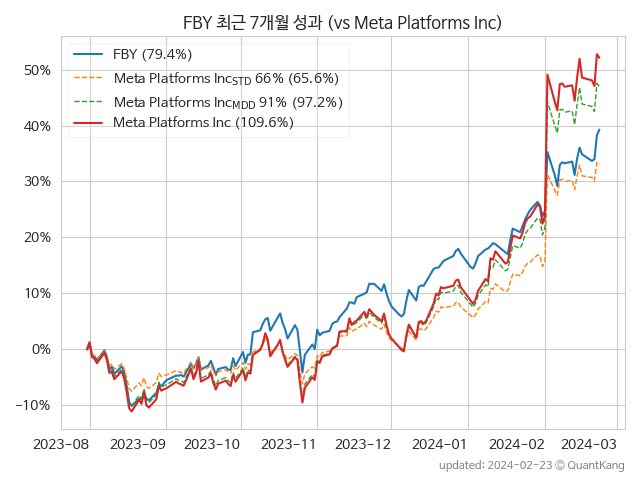 FBY 최근 7개월 성과 (vs Meta Platforms Inc)
FBY (79.4%)
Meta Platforms IncSTD 66% (65.6%)
Meta Platforms IncMDD 91% (97.2%)
Meta Platforms Inc (109.6%)
50%
40%
30%
20%
10%
0%
−10%
2023−08
2023−09
2023−10
2023−11
2023−12
2024−01
2024−02
2024−03
updated: 2024-02-23 © QuantKang